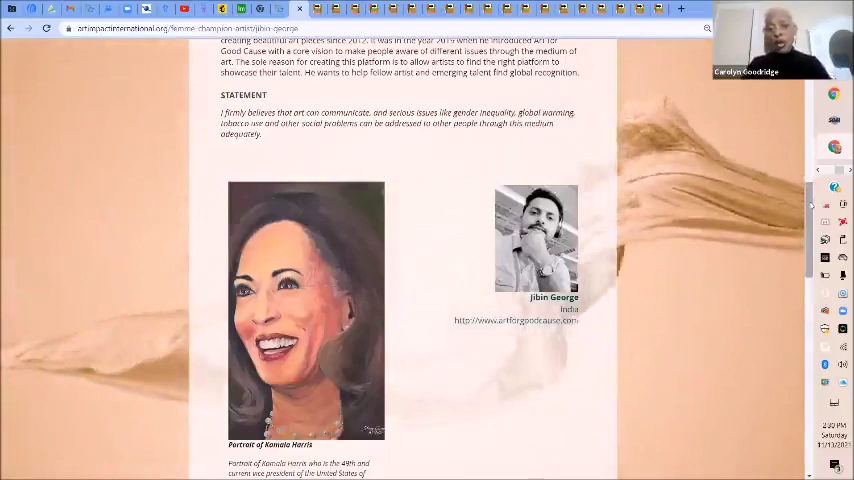 artimpactinternational.org/femme-champion-artist/jibin-george
creating beautiful art pieces since 2012. It was in the year 2019 when he introduced Art for
Good Cause with a core vision to make people aware of different issues through the medium of
art. The sole reason for creating this platform is to allow artists to find the right platform to
showcase their talent. He wants to help fellow artist and emerging talent find global recognition.
STATEMENT
I firmly believes that art can communicate, and serious issues like gender inequality, global warming,
tobacco use and other social problems can be addressed to other people through this medium
adequately.
Jibin George
India
http://www.artforgoodcause.com
Portrait of Kamala Harris
Portrait of Kamala Harris who is the 49th and
current vice president of the United States of
Carolyn Goodridge
2:30 PM
Saturday
11/13/2021